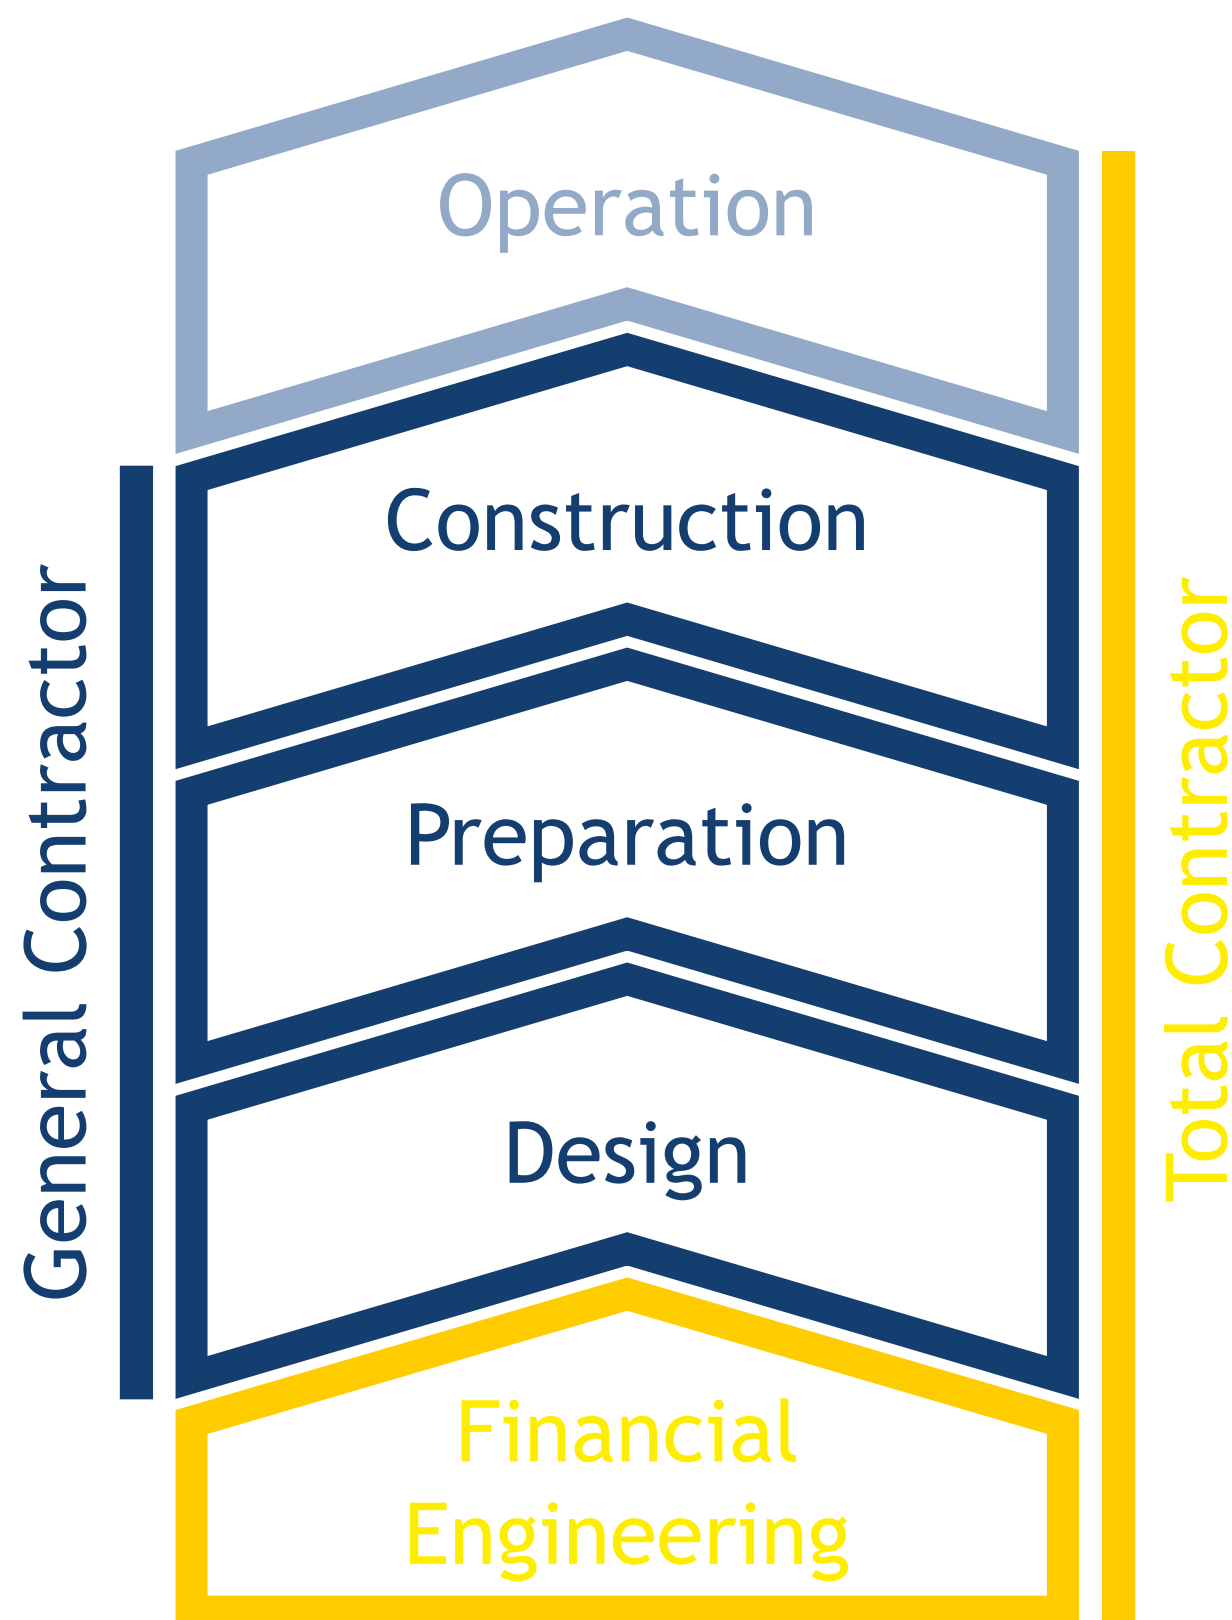 Operation
Construction
Preparation
Design
Financial
Engineering
General Contractor
Total Contractor